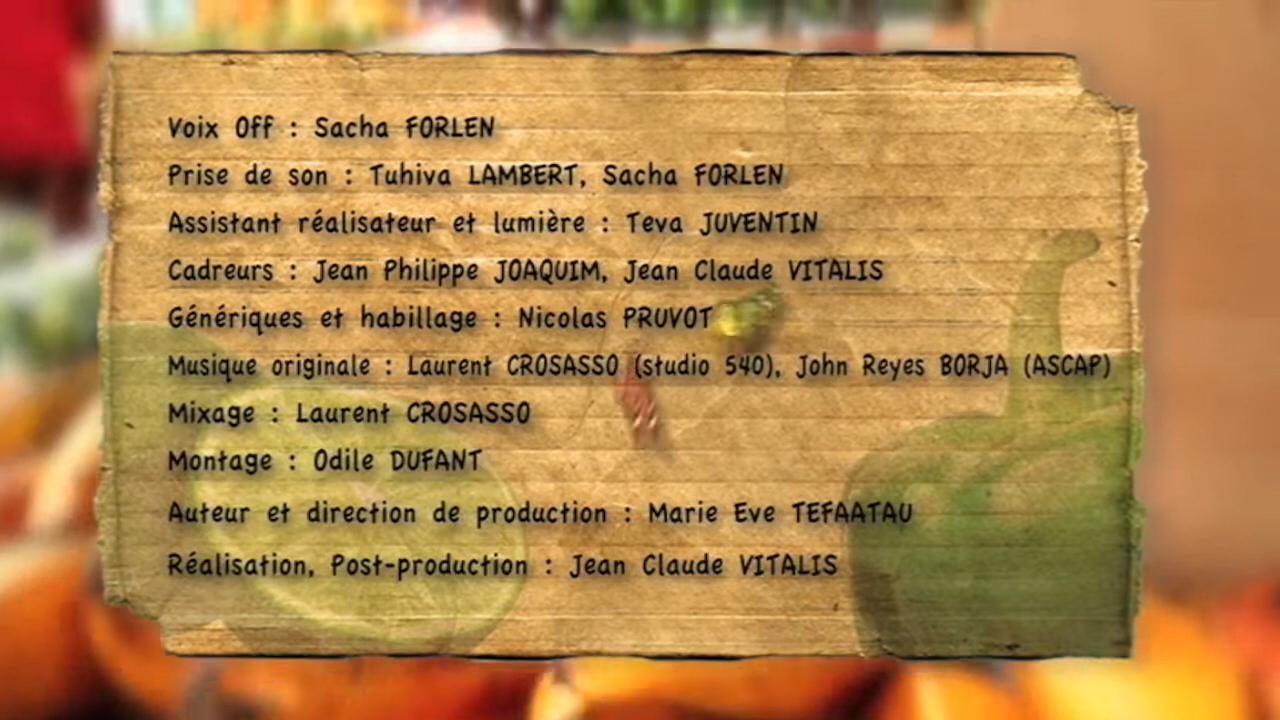 Voix Off : Sacha FORLEN
Prise de son : Tuhiva LAMBERT, Sacha FORLEN
Assistant réalisateur et lumière : Teva JUVENTIN
Cadreurs : Jean Philippe JOAQUIM, Jean Claude VITALIS
Génériques et habillage : Nicolas PRUVOT
Musique originale : Laurent CROSASSO (studio 540), John Reyes BORJA (ASCAP)
Mixage : Laurent CROSASSO
Montage : Odile DUFANT
Auteur et direction de production : Marie Eve TEFAATAU
Réalisation, Post-production : Jean Claude VITALIS